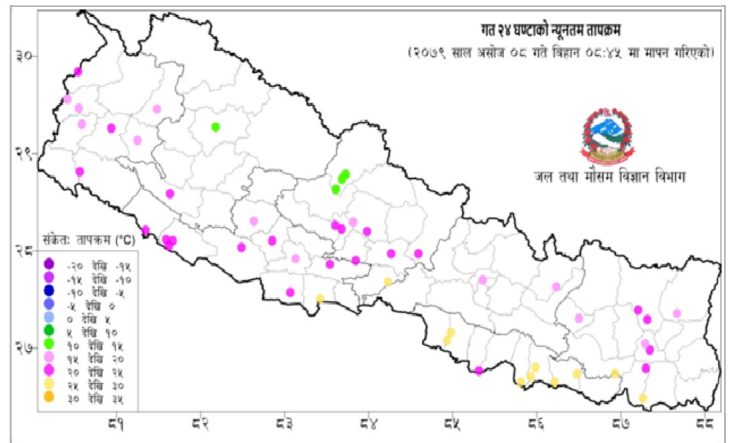 गत २४ घण्टाको न्यूनतम तापक्रम
(२०७९ साल असोज ०८ गते बिहान ०८:४५ मा मापन गरिएको)
जल तथा मौसम विज्ञान विभाग
३०
२९
२८
२७
संकेतः तापक्रम (°C)
-२० देखि -१५
-१५ देखि -१०
-१० देखि -५
-५ देखि ०
० देखि ५
५ देखि १०
१० देखि १५
१५ देखि २०
२० देखि २५
२५ देखि ३०
३० देखि ३५
८१ ८२ ८३ ८४ ८५ ८६ ८७ ८८